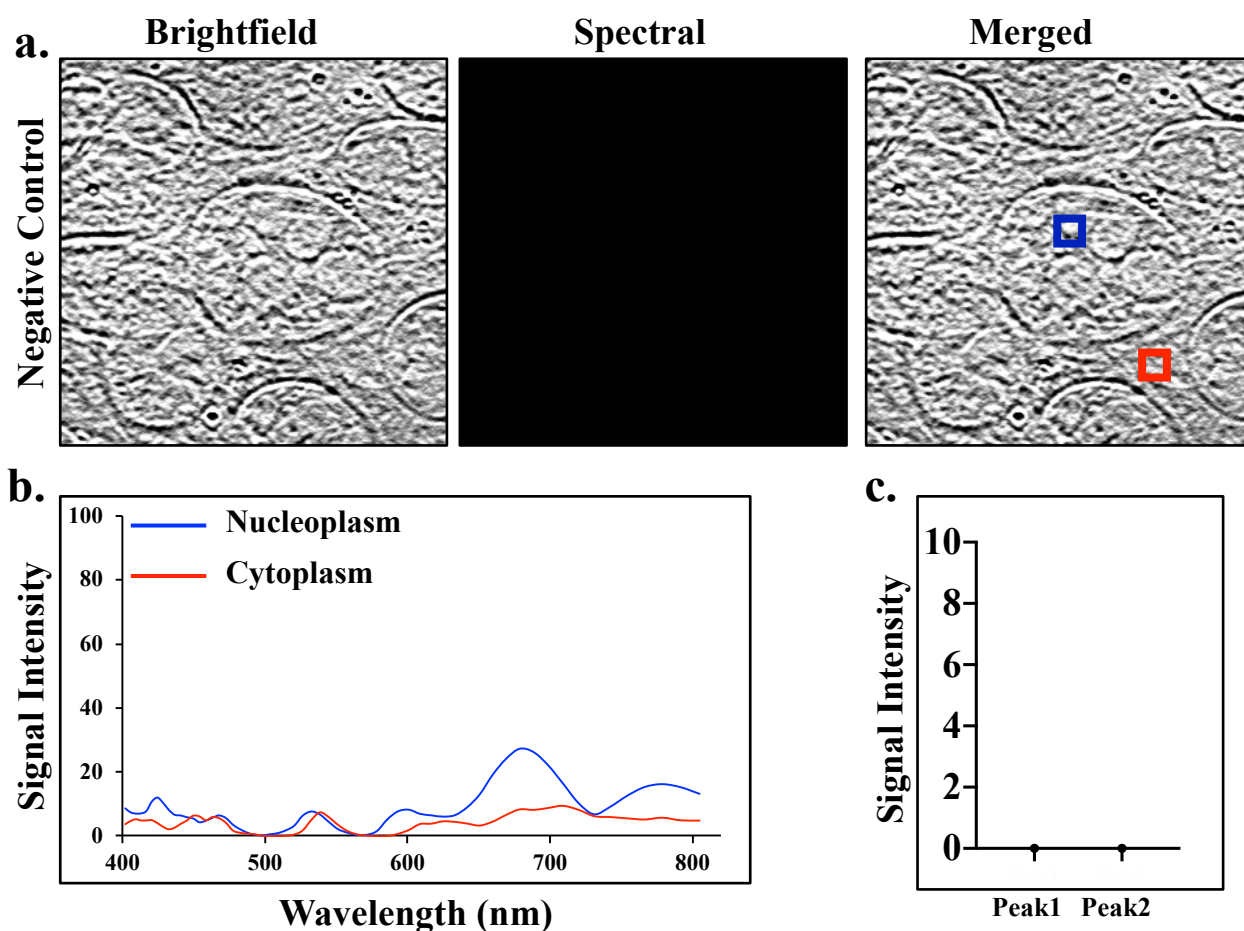 a.
Brightfield
Spectral
Merged
Negative Control
b.
Signal Intensity
100
80
60
40
20
0
Nucleoplasm
Cytoplasm
400
500
600
700
800
Wavelength (nm)
c.
Signal Intensity
10
8
6
4
2
0
Peak1
Peak2